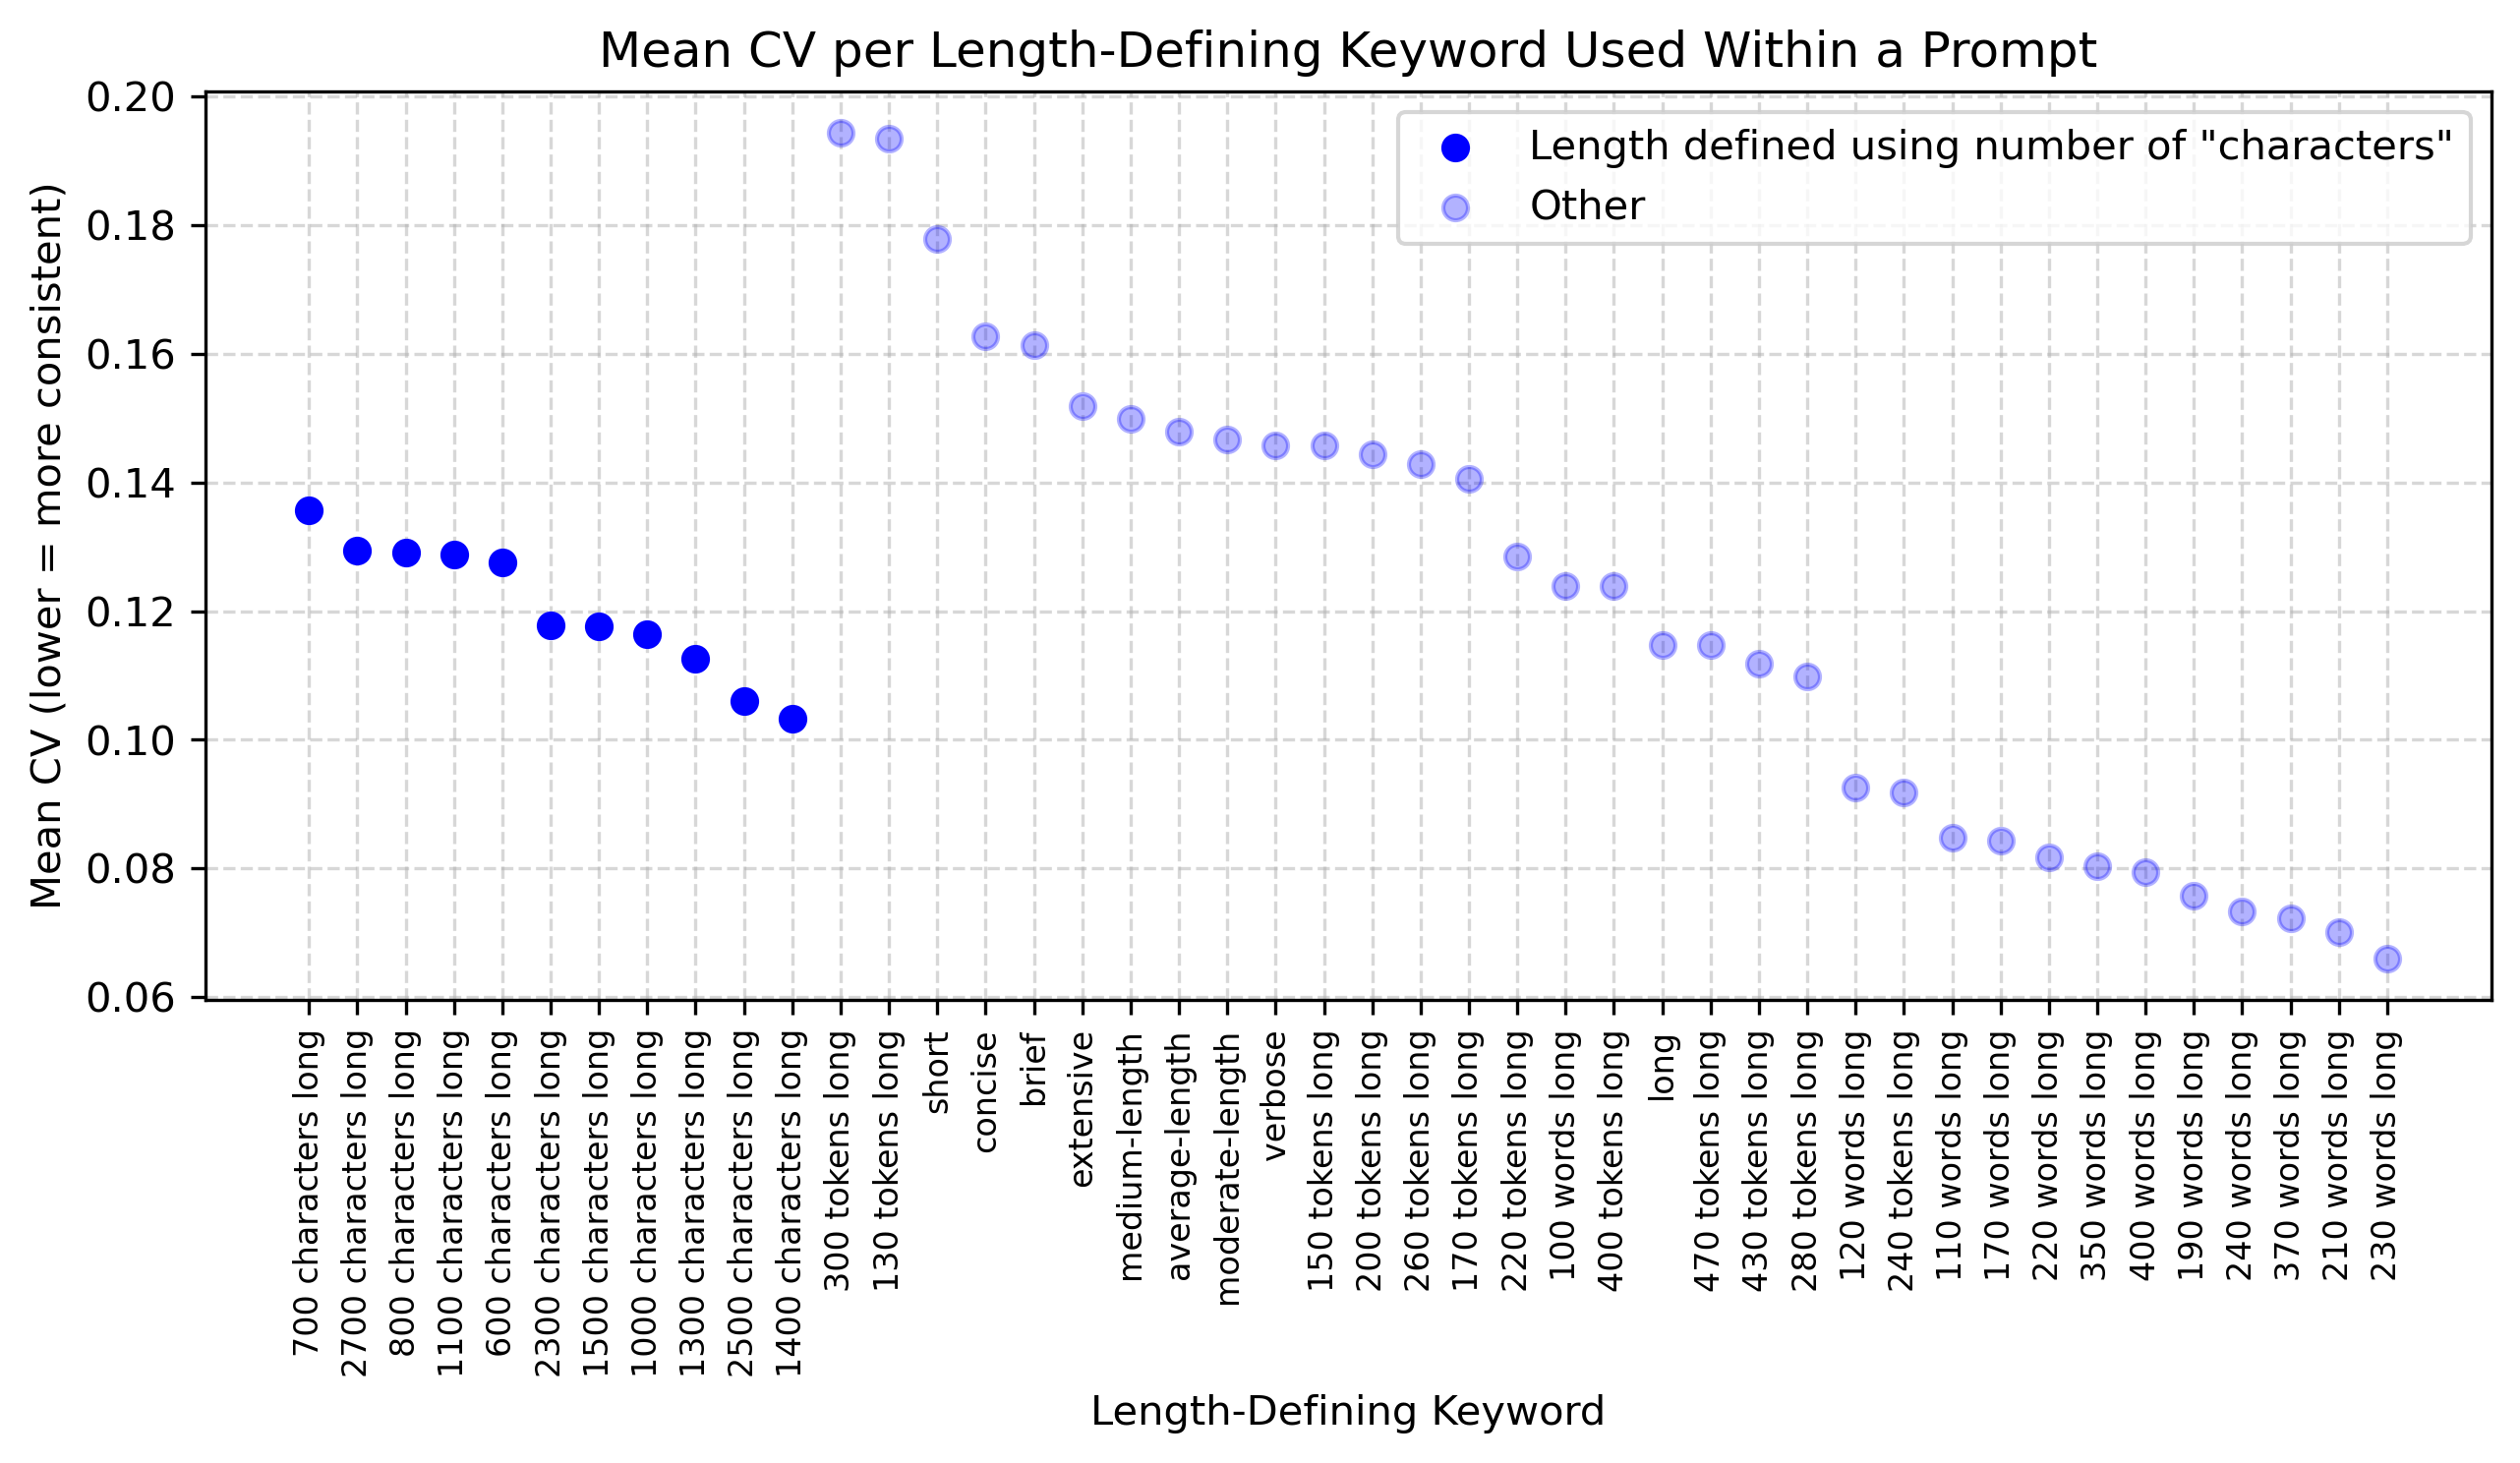 Mean CV per Length-Defining Keyword Used Within a Prompt
Mean CV (lower = more consistent)
0.20
0.18
0.16
0.14
0.12
0.10
0.08
0.06
Length defined using number of "characters"
Other
700 characters long
2700 characters long
800 characters long
1100 characters long
600 characters long
2300 characters long
1500 characters long
1000 characters long
1300 characters long
2500 characters long
1400 characters long
300 tokens long
130 tokens long
short
concise
brief
extensive
medium-length
average-length
moderate-length
verbose
150 tokens long
200 tokens long
260 tokens long
170 tokens long
220 tokens long
100 words long
400 tokens long
long
470 tokens long
430 tokens long
280 tokens long
120 words long
240 tokens long
110 words long
170 words long
220 words long
350 words long
400 words long
190 words long
240 words long
370 words long
210 words long
230 words long
Length-Defining Keyword